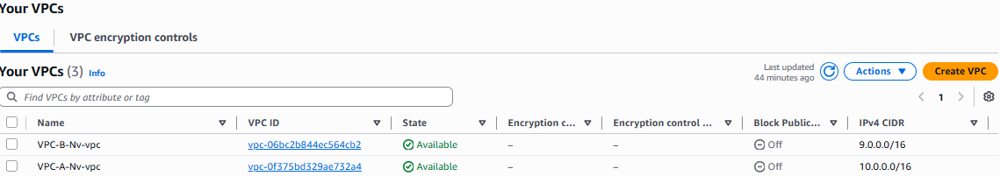 Your VPCs
VPCs VPC encryption controls
Your VPCs (3) Info
Last updated
44 minutes ago
Actions
Create VPC
Find VPCs by attribute or tag
1
Name VPC ID State Encryption c... Encryption control ... Block Public... IPv4 CIDR
VPC-B-Nv-vpc vpc-06bc2b844ec564cb2 Available – – Off 9.0.0.0/16
VPC-A-Nv-vpc vpc-0f375bd329ae732a4 Available – – Off 10.0.0.0/16